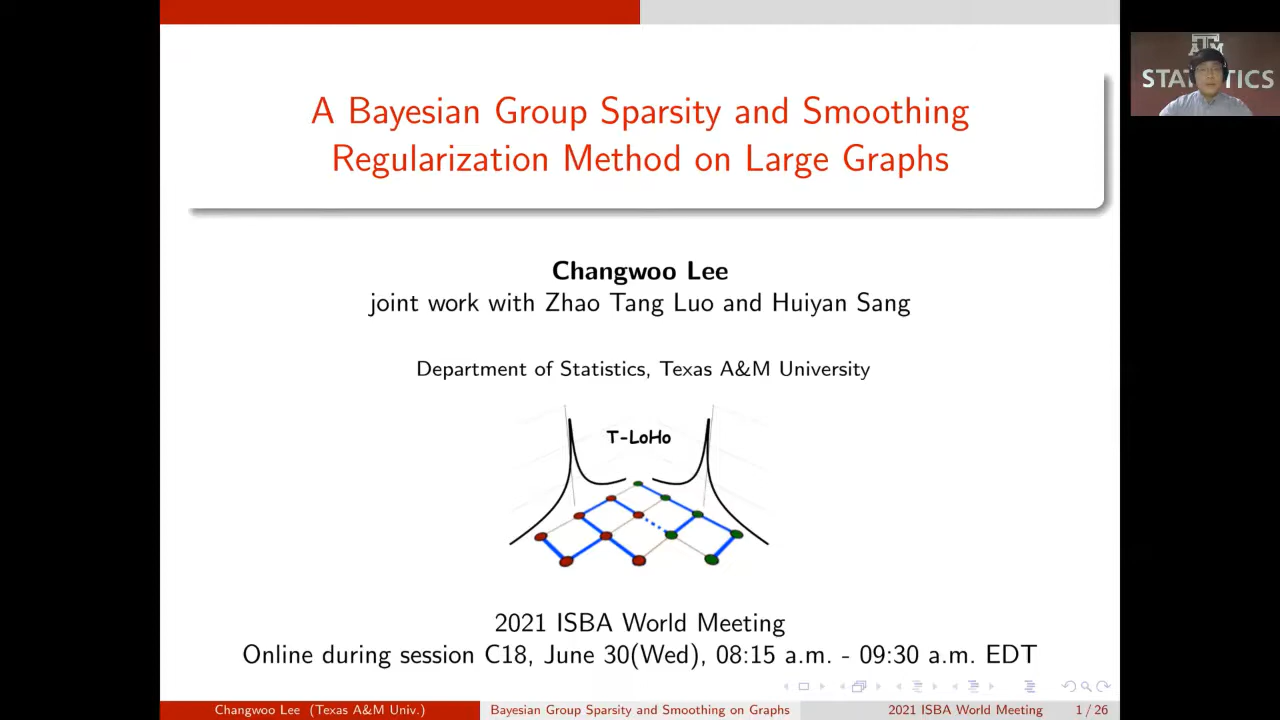 A Bayesian Group Sparsity and Smoothing
Regularization Method on Large Graphs
Changwoo Lee
joint work with Zhao Tang Luo and Huiyan Sang
Department of Statistics, Texas A&M University
T-LoHo
2021 ISBA World Meeting
Online during session C18, June 30(Wed), 08:15 a.m. - 09:30 a.m. EDT
Changwoo Lee (Texas A&M Univ.)
Bayesian Group Sparsity and Smoothing on Graphs
2021 ISBA World Meeting
1 / 26
ATM
STATISTICS